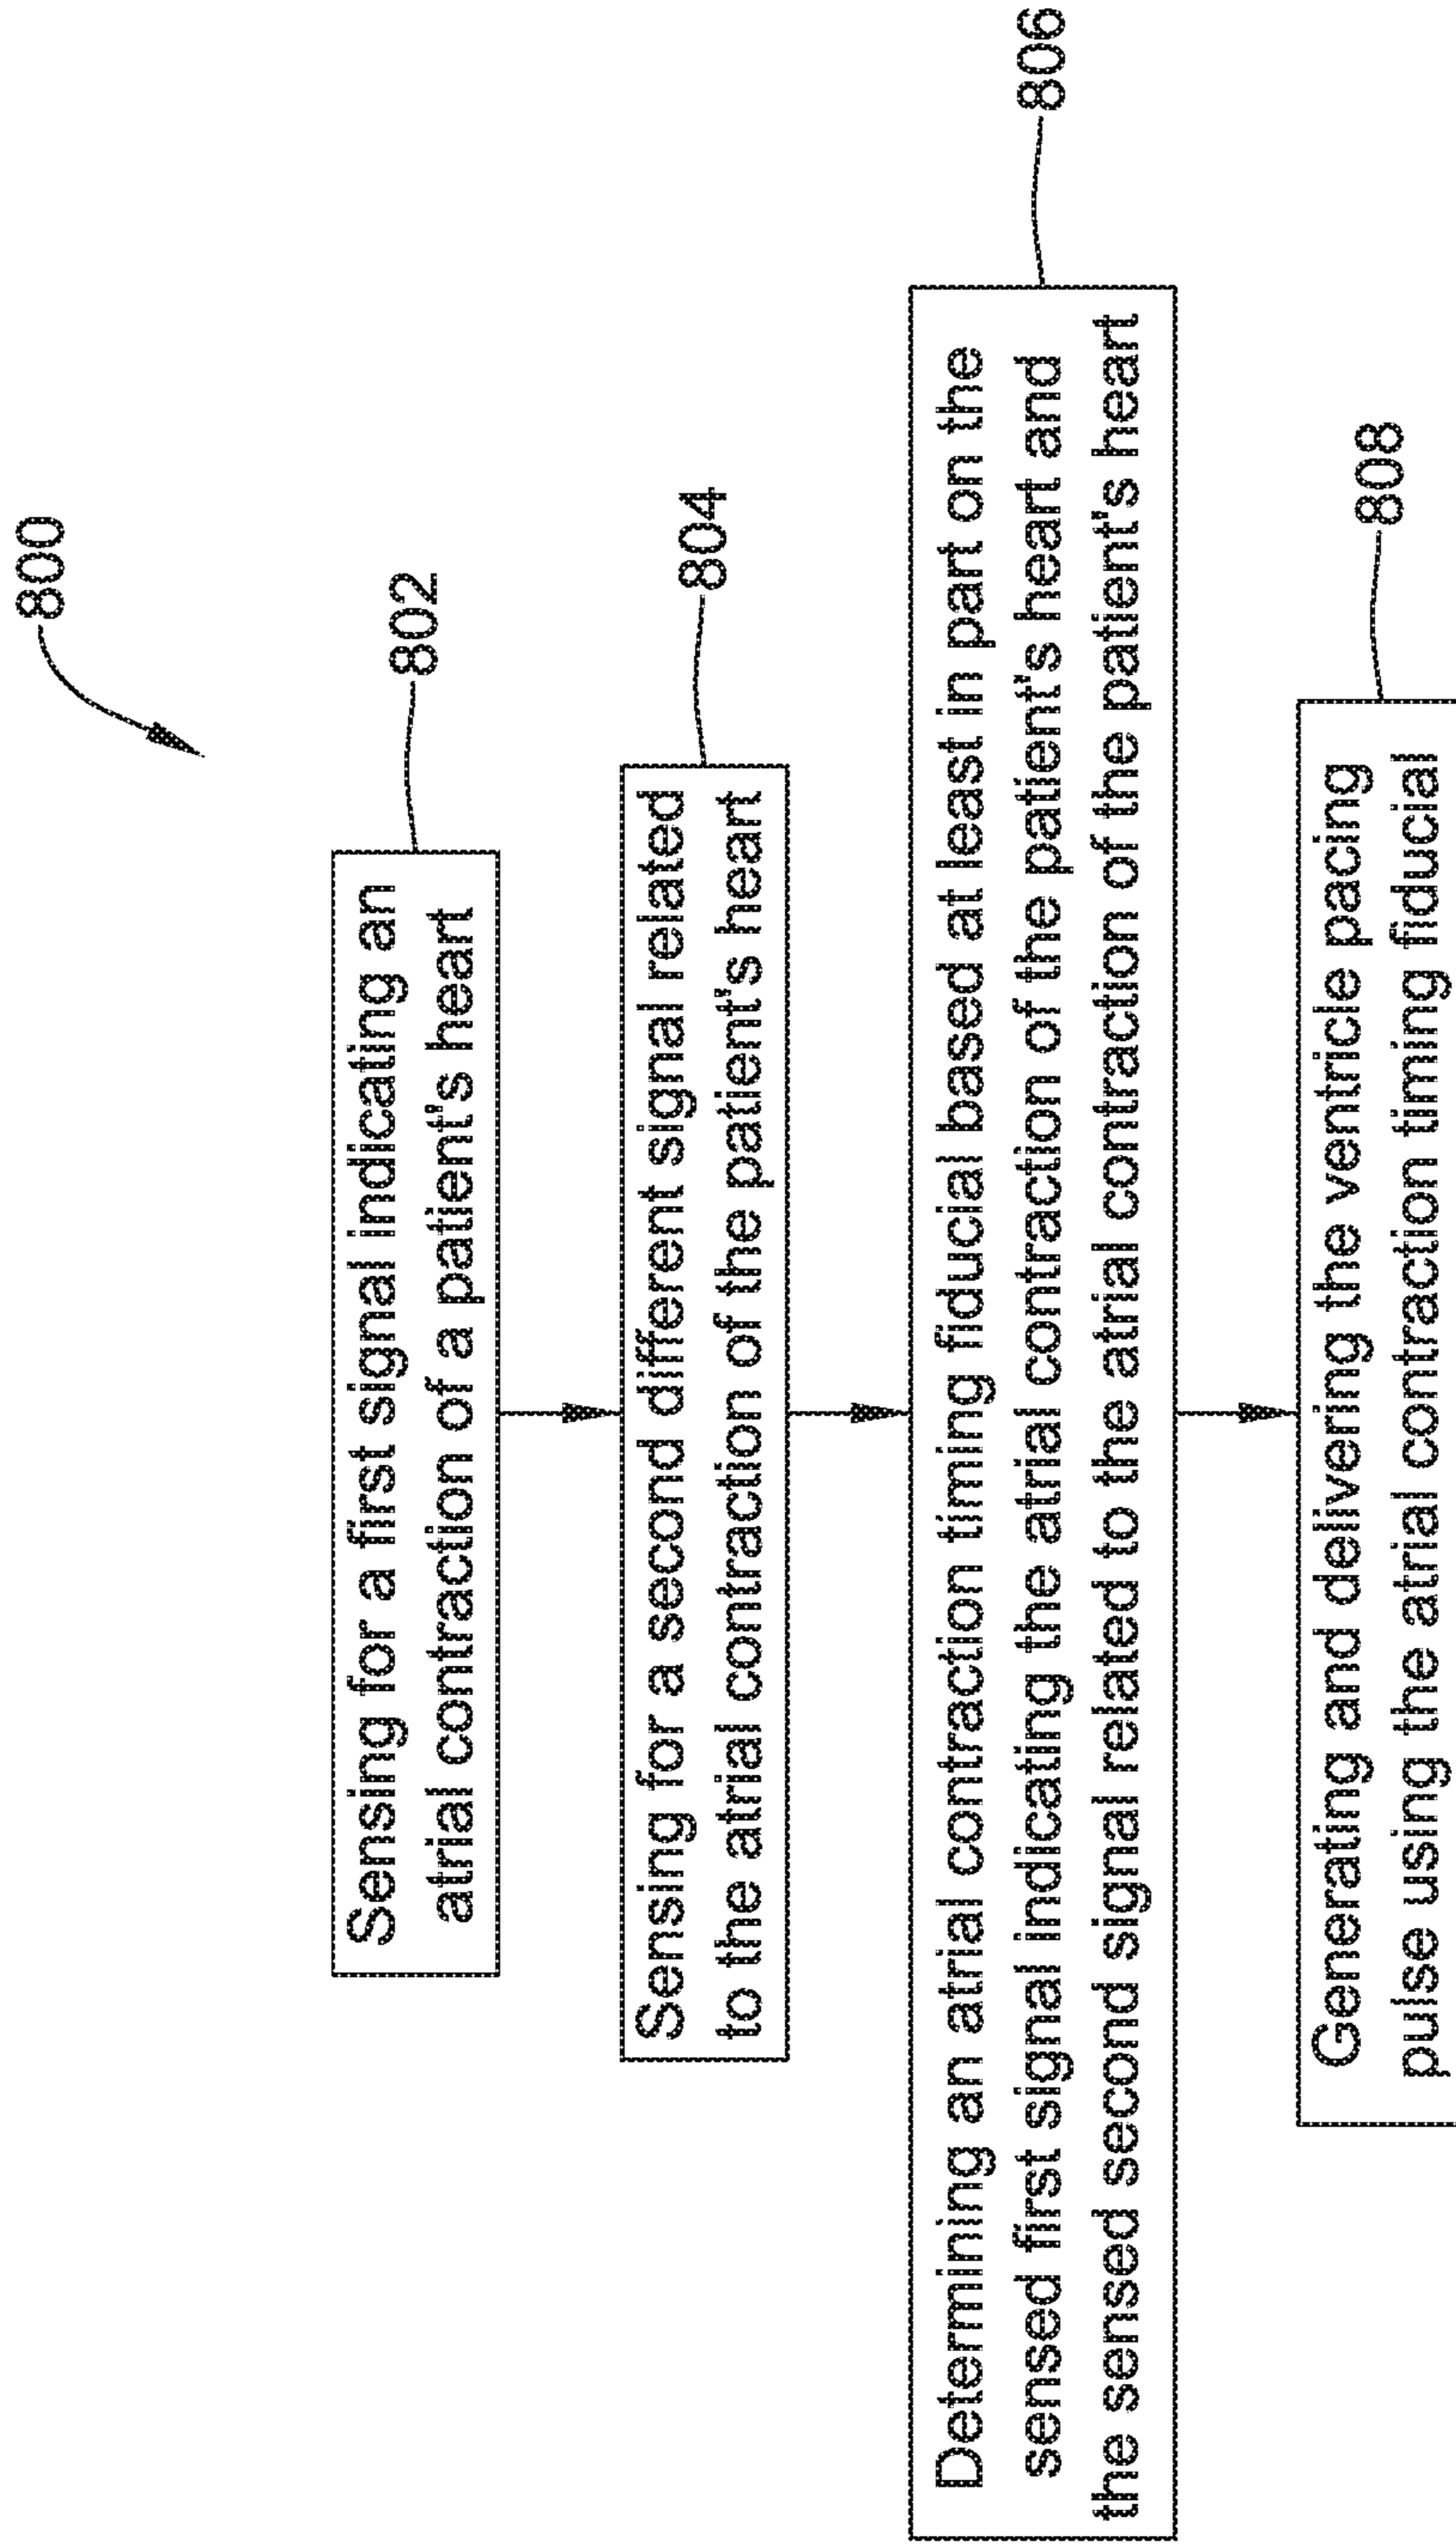 800
802
Sensing for a first signal indicating an
atrial contraction of a patient's heart
804
Sensing for a second different signal related
to the atrial contraction of the patient's heart
806
Determining an atrial contraction timing fiducial based at least in part on the
sensed first signal indicating the atrial contraction of the patient's heart and
the sensed second signal related to the atrial contraction of the patient's heart
808
Generating and delivering the ventricle pacing
pulse using the atrial contraction timing fiducial